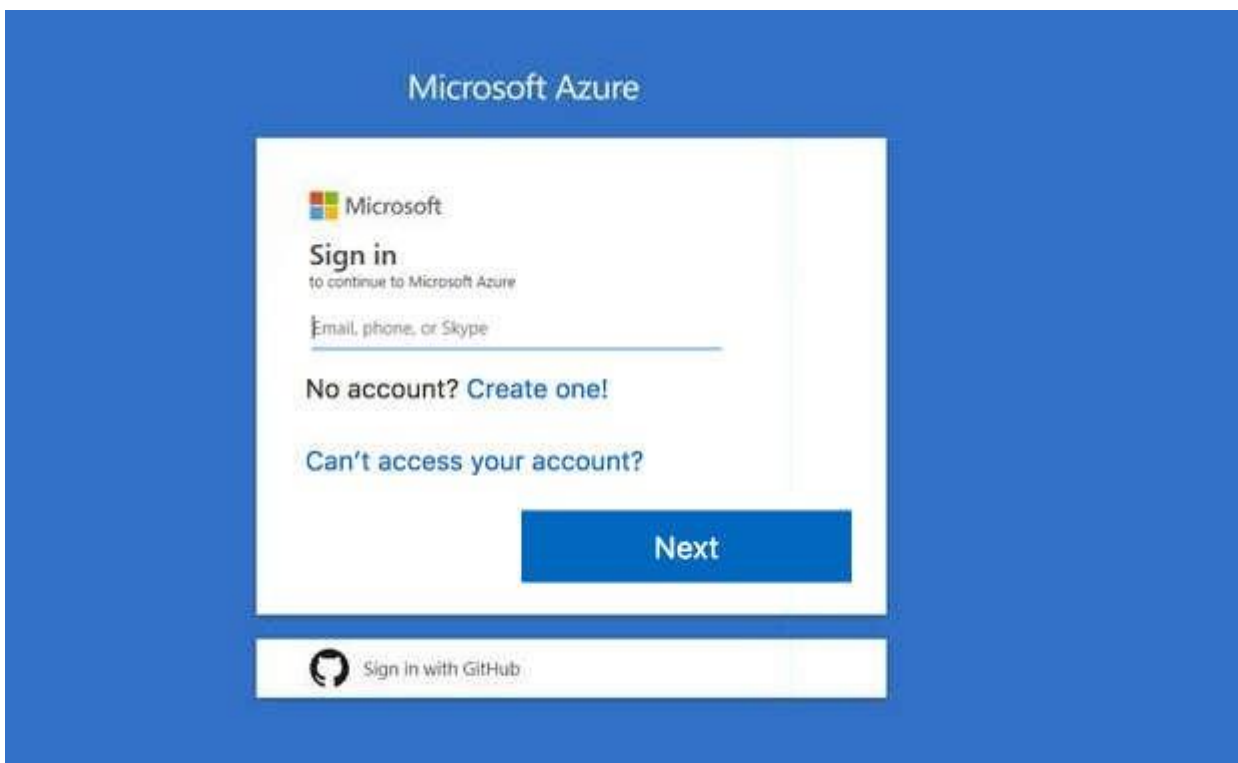 Microsoft Azure
Microsoft
Sign in
to continue to Microsoft Azure
Email, phone, or Skype
No account? Create one!
Can't access your account?
Next
Sign in with GitHub